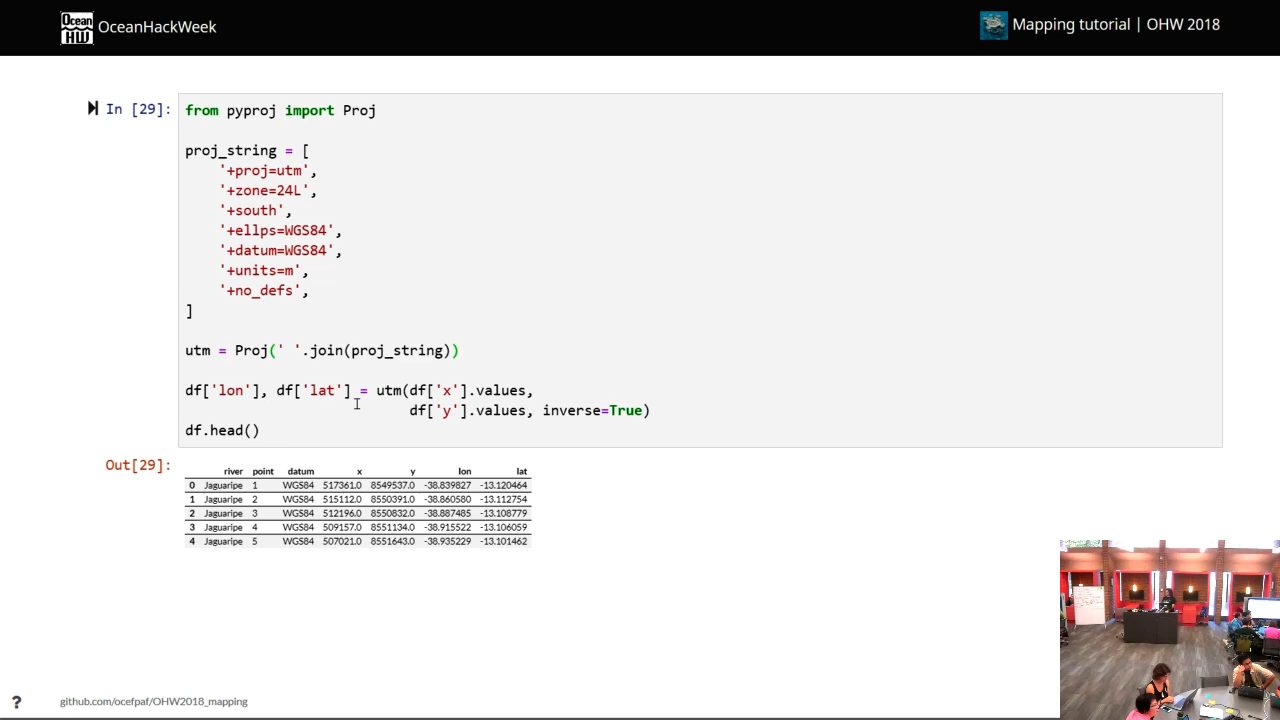 Ocean
HW
OceanHackWeek
Mapping tutorial | OHW 2018
In [29]:
from pyproj import Proj
proj_string = [
'+proj=utm',
'+zone=24L',
'+south',
'+ellps=WGS84',
'+datum=WGS84',
'+units=m',
'+no_defs',
]
utm = Proj(' '.join(proj_string))
df['lon'], df['lat'] = utm(df['x'].values,
df['y'].values, inverse=True)
df.head()
Out[29]:
river point datum x y lon lat
0 Jaguaripe 1 WGS84 517361.0 8549537.0 -38.839827 -13.120464
1 Jaguaripe 2 WGS84 515112.0 8550391.0 -38.860580 -13.112754
2 Jaguaripe 3 WGS84 512196.0 8550832.0 -38.887485 -13.108779
3 Jaguaripe 4 WGS84 509157.0 8551134.0 -38.915522 -13.106059
4 Jaguaripe 5 WGS84 507021.0 8551643.0 -38.935229 -13.101462
?
github.com/ocefpaf/OHW2018_mapping